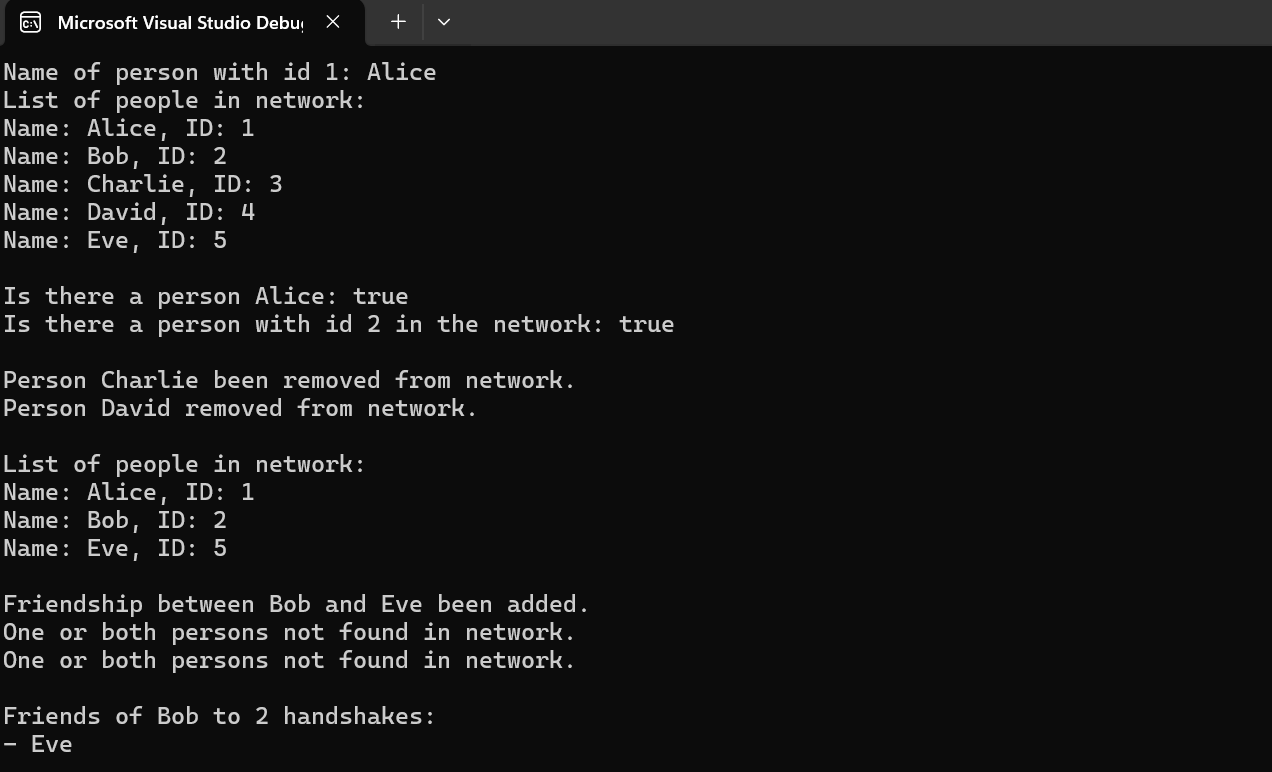 Microsoft Visual Studio Debu
Name of person with id 1: Alice
List of people in network:
Name: Alice, ID: 1
Name: Bob, ID: 2
Name: Charlie, ID: 3
Name: David, ID: 4
Name: Eve, ID: 5
Is there a person Alice: true
Is there a person with id 2 in the network: true
Person Charlie been removed from network.
Person David removed from network.
List of people in network:
Name: Alice, ID: 1
Name: Bob, ID: 2
Name: Eve, ID: 5
Friendship between Bob and Eve been added.
One or both persons not found in network.
One or both persons not found in network.
Friends of Bob to 2 handshakes:
- Eve